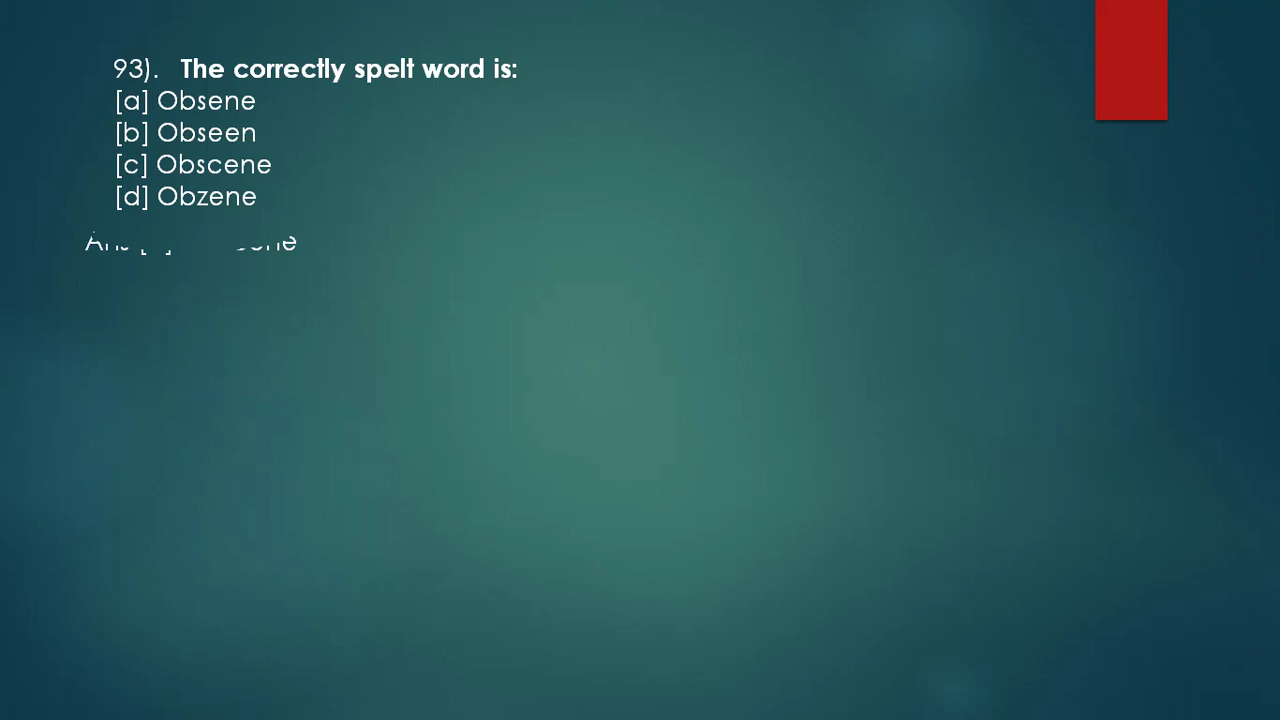 93). The correctly spelt word is:
[a] Obsene
[b] Obseen
[c] Obscene
[d] Obzene